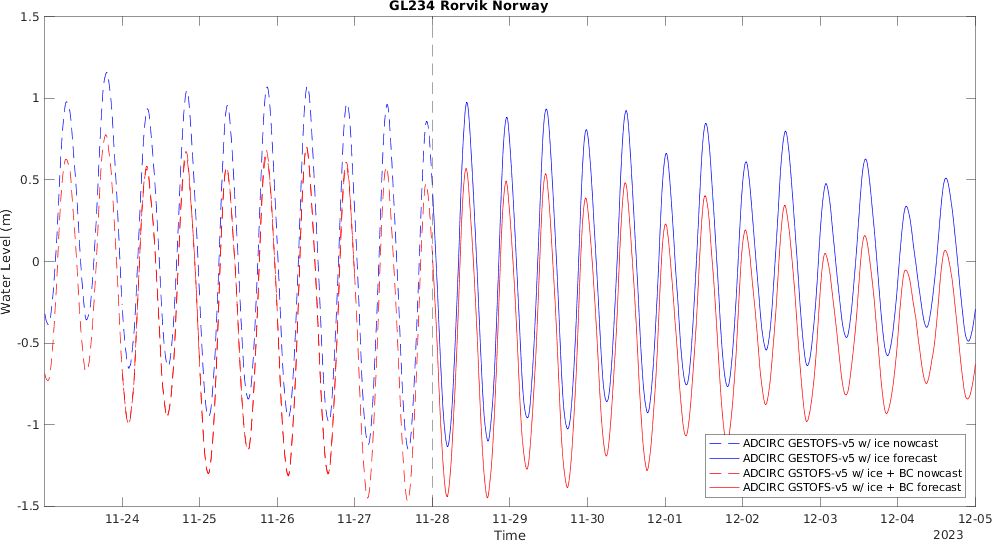 GL234 Rorvik Norway
1.5
1
0.5
0
-0.5
-1
-1.5
Water Level (m)
11-24 11-25 11-26 11-27 11-28 11-29 11-30 12-01 12-02 12-03 12-04 12-05
Time
2023
ADCIRC GESTOFS-v5 w/ ice nowcast
ADCIRC GESTOFS-v5 w/ ice forecast
ADCIRC GSTOFS-v5 w/ ice + BC nowcast
ADCIRC GSTOFS-v5 w/ ice + BC forecast